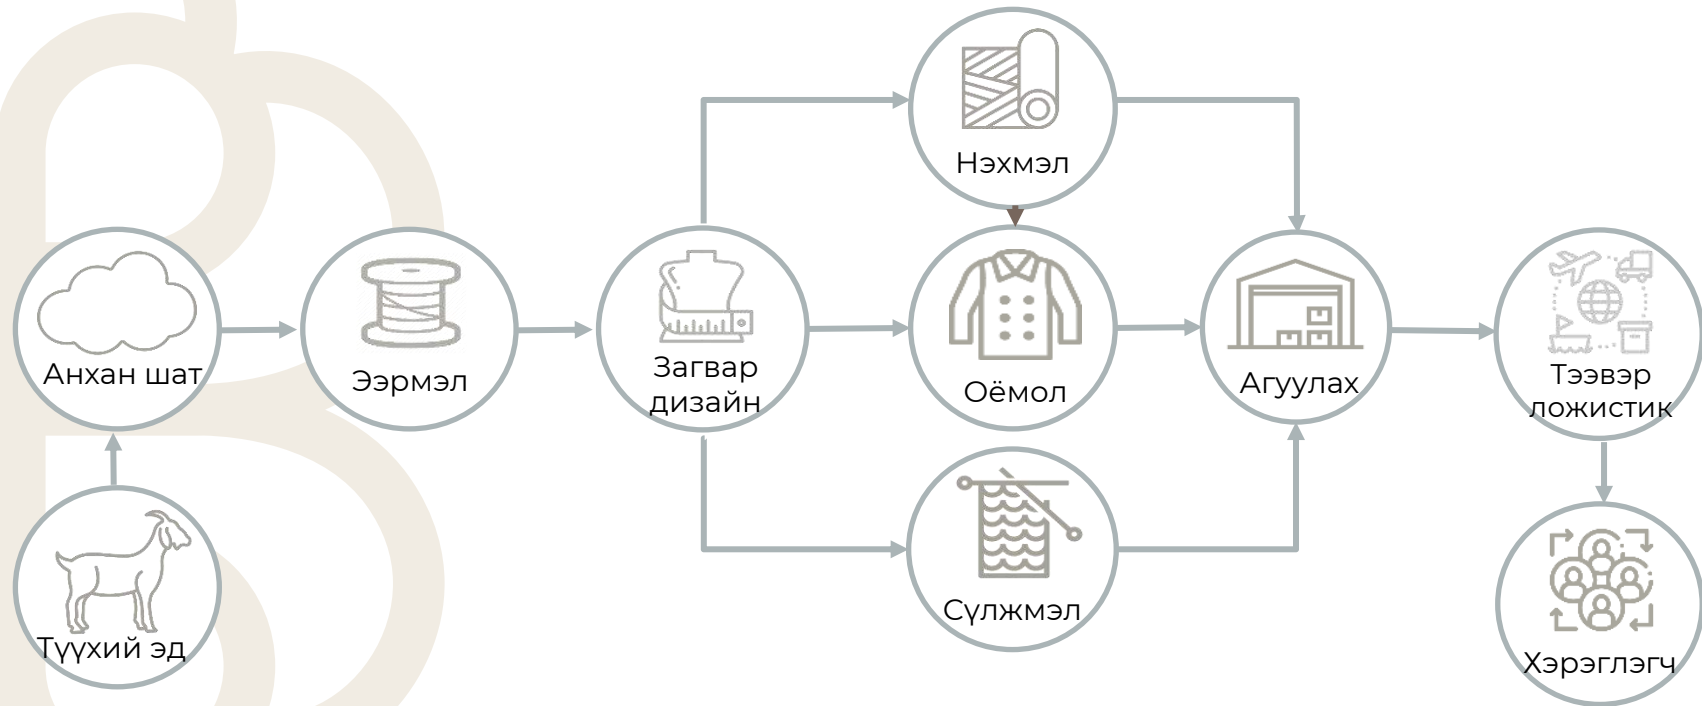 Нэхмэл
Анхан шат
Ээрмэл
Загвар
дизайн
Оёмол
Агуулах
Тээвэр
ложистик
Түүхий эд
Сүлжмэл
Хэрэглэгч